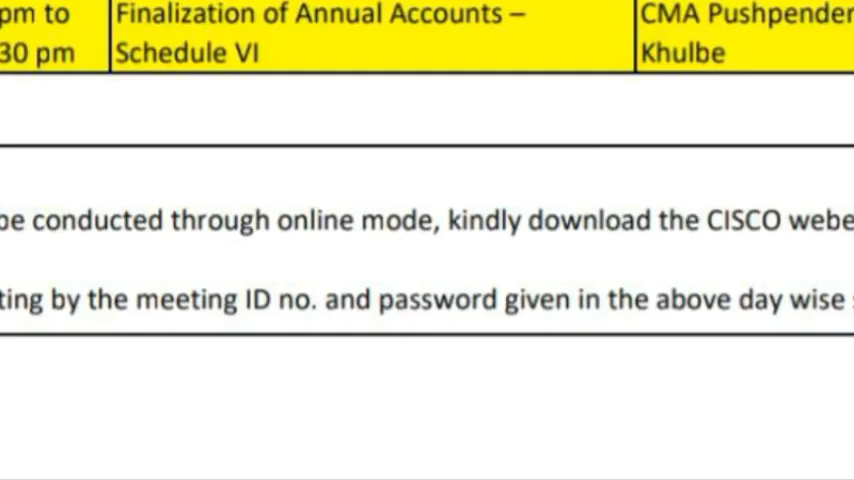 pm to
30 pm
Finalization of Annual Accounts –
Schedule VI
CMA Pushpender
Khulbe
be conducted through online mode, kindly download the CISCO webe
ting by the meeting ID no. and password given in the above day wise